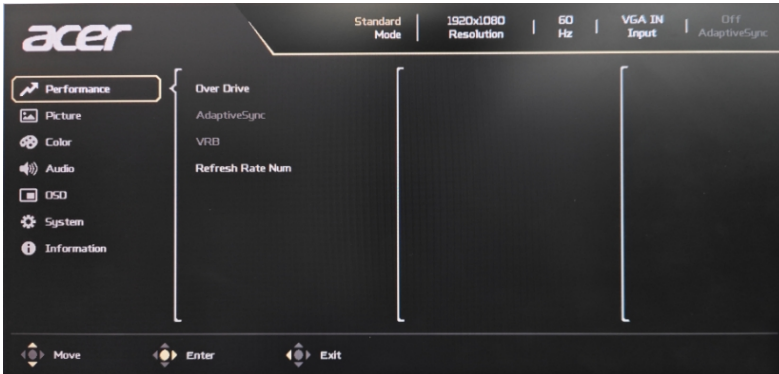 acer
Standard Mode
1920x1080 Resolution
60 Hz
VGA IN Input
Off AdaptiveSync
Performance
Picture
Color
Audio
OSD
System
Information
Over Drive
AdaptiveSync
VRB
Refresh Rate Num
Move
Enter
Exit